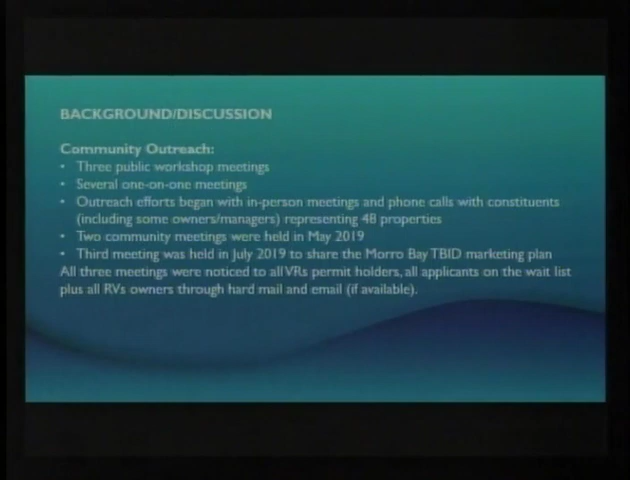 BACKGROUND/DISCUSSION
Community Outreach:
• Three public workshop meetings
• Several one-on-one meetings
• Outreach efforts began with in-person meetings and phone calls with constituents
(including some owners/managers) representing 48 properties
• Two community meetings were held in May 2019
• Third meeting was held in July 2019 to share the Morro Bay TBID marketing plan
All three meetings were noticed to all VRs permit holders, all applicants on the wait list
plus all RVs owners through hard mail and email (if available).